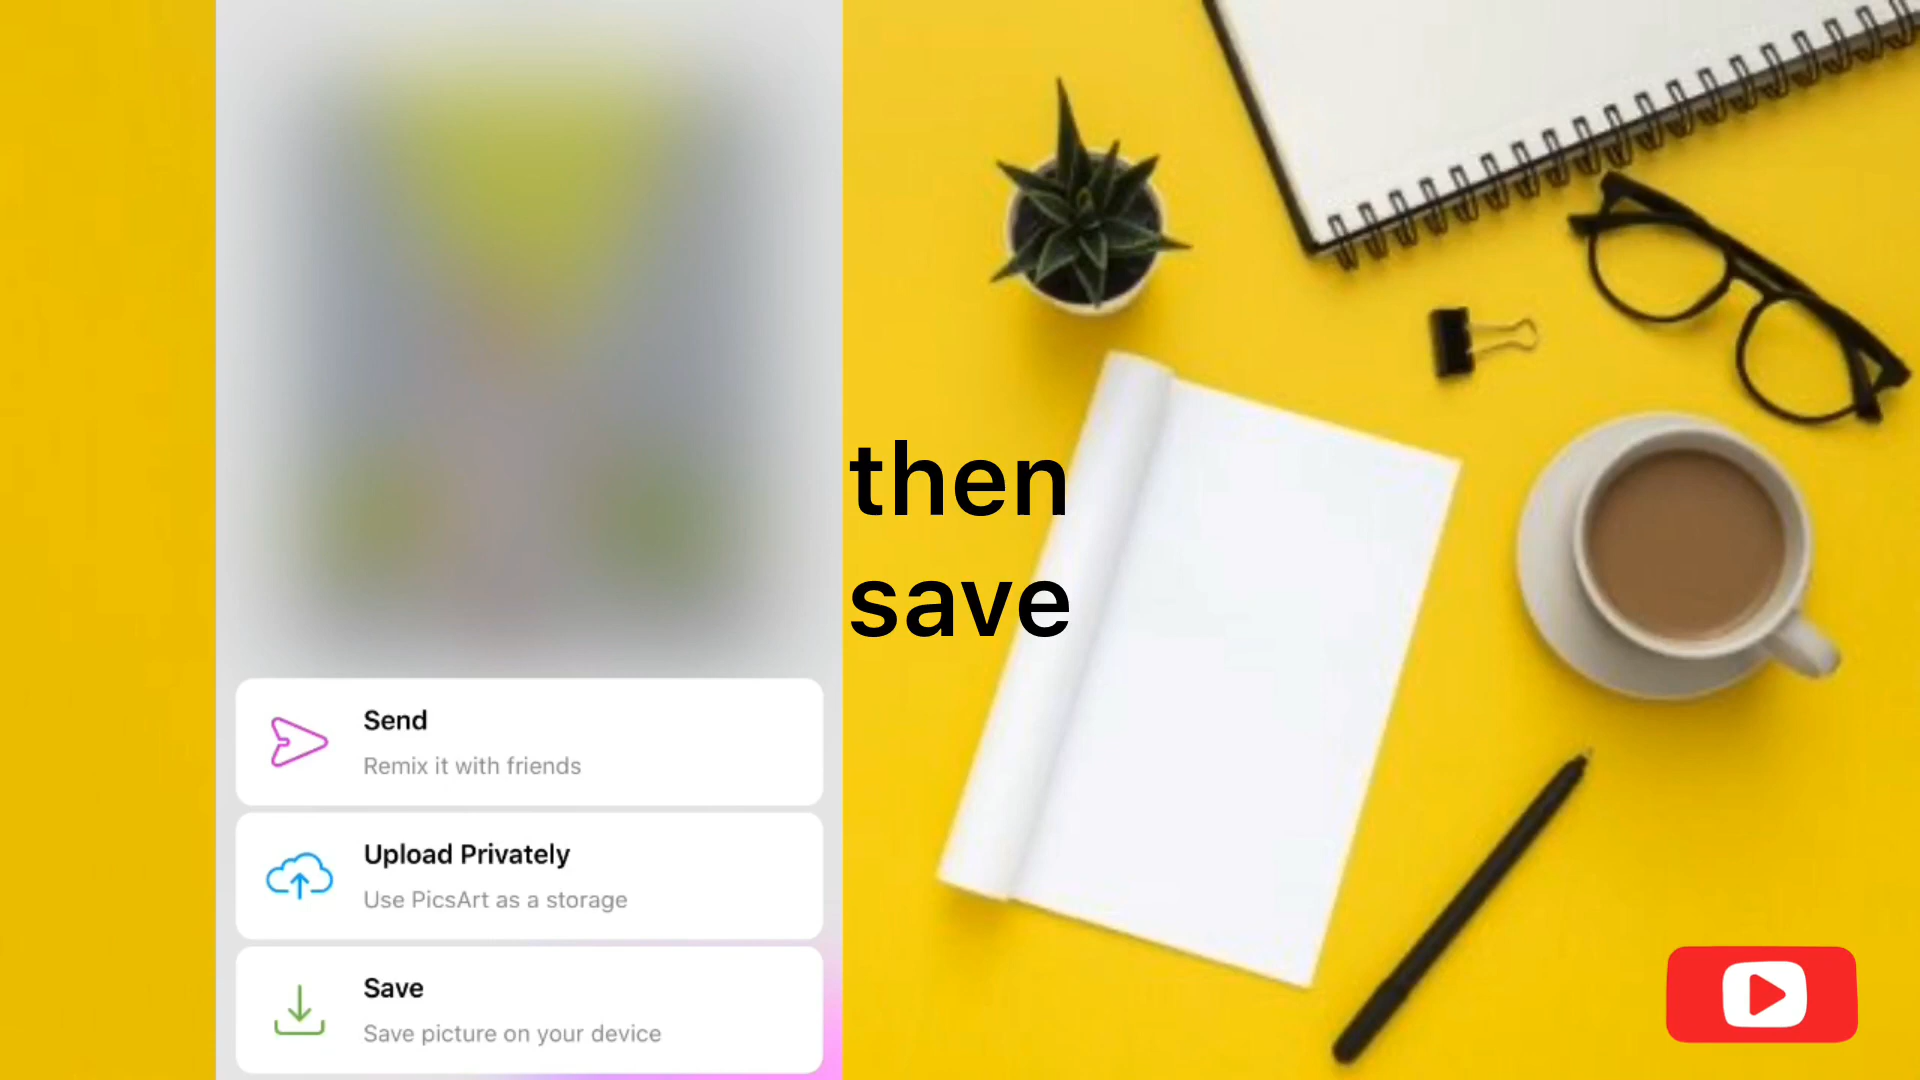 then
save
Send
Remix it with friends
Upload Privately
Use PicsArt as a storage
Save
Save picture on your device